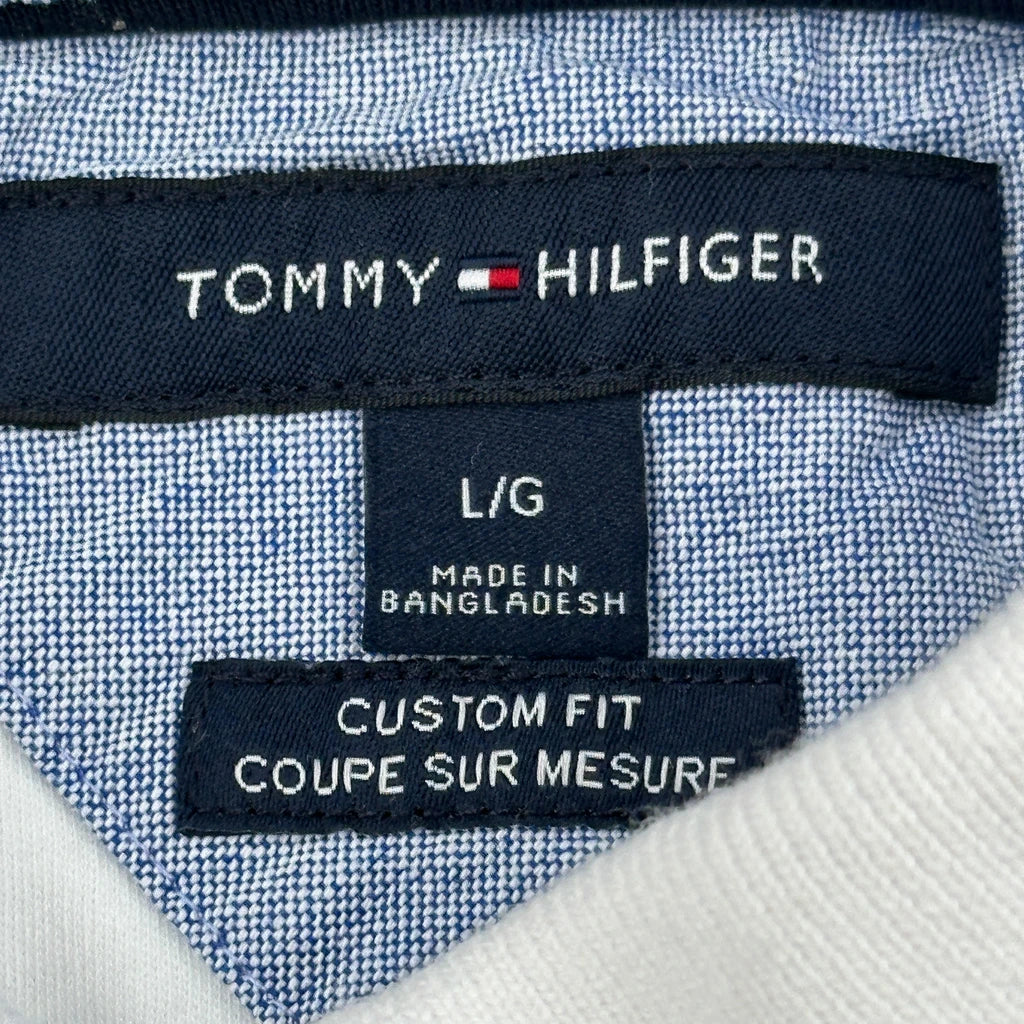 TOMMY HILFIGER
L/G
MADE IN
BANGLADESH
CUSTOM FIT
COUPE SUR MESURE